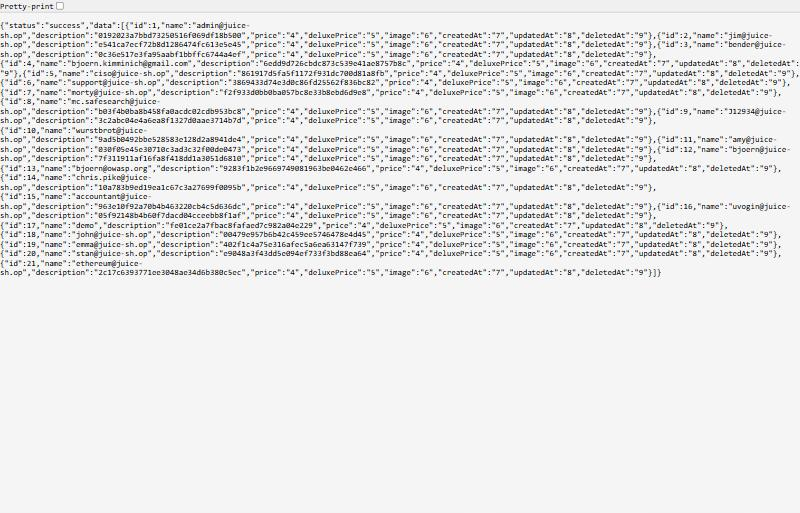 Pretty-print
{"status":"success","data":[{"id":1,"name":"admin@juice-
sh.op","description":"0192023a7bbd73250516f069df18b500","price":"4","deluxePrice":"5","image":"6","createdAt":"7","updatedAt":"8","deletedAt":"9"},{"id":2,"name":"jim@juice-
sh.op","description":"e541ca7ecf72b8d1286474fc613e5e45","price":"4","deluxePrice":"5","image":"6","createdAt":"7","updatedAt":"8","deletedAt":"9"},{"id":3,"name":"bender@juice-
sh.op","description":"0c36e517e3fa95aabf1bbffc6744a4ef","price":"4","deluxePrice":"5","image":"6","createdAt":"7","updatedAt":"8","deletedAt":"9"},
{"id":4,"name":"bjoern.kimminich@gmail.com","description":"6edd9d726cbdc873c539e41ae8757b8c","price":"4","deluxePrice":"5","image":"6","createdAt":"7","updatedAt":"8","deletedAt":
"9"},{"id":5,"name":"ciso@juice-sh.op","description":"861917d5fa5f1172f931dc700d81a8fb","price":"4","deluxePrice":"5","image":"6","createdAt":"7","updatedAt":"8","deletedAt":"9"},
{"id":6,"name":"support@juice-sh.op","description":"3869433d74e3d0c86fd25562f836bc82","price":"4","deluxePrice":"5","image":"6","createdAt":"7","updatedAt":"8","deletedAt":"9"},
{"id":7,"name":"morty@juice-sh.op","description":"f2f933d0bb0ba057bc8e33b8ebd6d9e8","price":"4","deluxePrice":"5","image":"6","createdAt":"7","updatedAt":"8","deletedAt":"9"},
{"id":8,"name":"mc.safesearch@juice-
sh.op","description":"b03f4b0ba8b458fa0acdc02cdb953bc8","price":"4","deluxePrice":"5","image":"6","createdAt":"7","updatedAt":"8","deletedAt":"9"},{"id":9,"name":"J12934@juice-
sh.op","description":"3c2abc04e4a6ea8f1327d0aae3714b7d","price":"4","deluxePrice":"5","image":"6","createdAt":"7","updatedAt":"8","deletedAt":"9"},
{"id":10,"name":"wurstbrot@juice-
sh.op","description":"9ad5b0492bbe528583e128d2a8941de4","price":"4","deluxePrice":"5","image":"6","createdAt":"7","updatedAt":"8","deletedAt":"9"},{"id":11,"name":"amy@juice-
sh.op","description":"030f05e45e30710c3ad3c32f00de0473","price":"4","deluxePrice":"5","image":"6","createdAt":"7","updatedAt":"8","deletedAt":"9"},{"id":12,"name":"bjoern@juice-
sh.op","description":"7f311911af16fa8f418dd1a3051d6810","price":"4","deluxePrice":"5","image":"6","createdAt":"7","updatedAt":"8","deletedAt":"9"},
{"id":13,"name":"bjoern@owasp.org","description":"9283f1b2e9669749081963be0462e466","price":"4","deluxePrice":"5","image":"6","createdAt":"7","updatedAt":"8","deletedAt":"9"},
{"id":14,"name":"chris.pike@juice-
sh.op","description":"10a783b9ed19ea1c67c3a27699f0095b","price":"4","deluxePrice":"5","image":"6","createdAt":"7","updatedAt":"8","deletedAt":"9"},
{"id":15,"name":"accountant@juice-
sh.op","description":"963e10f92a70b4b463220cb4c5d636dc","price":"4","deluxePrice":"5","image":"6","createdAt":"7","updatedAt":"8","deletedAt":"9"},{"id":16,"name":"uvogin@juice-
sh.op","description":"05f92148b4b60f7dacd04cceebb8f1af","price":"4","deluxePrice":"5","image":"6","createdAt":"7","updatedAt":"8","deletedAt":"9"},
{"id":17,"name":"demo","description":"fe01ce2a7fbac8fafaed7c982a04e229","price":"4","deluxePrice":"5","image":"6","createdAt":"7","updatedAt":"8","deletedAt":"9"},
{"id":18,"name":"john@juice-sh.op","description":"00479e957b6b42c459ee5746478e4d45","price":"4","deluxePrice":"5","image":"6","createdAt":"7","updatedAt":"8","deletedAt":"9"},
{"id":19,"name":"emma@juice-sh.op","description":"402f1c4a75e316afec5a6ea63147f739","price":"4","deluxePrice":"5","image":"6","createdAt":"7","updatedAt":"8","deletedAt":"9"},
{"id":20,"name":"stan@juice-sh.op","description":"e9048a3f43dd5e094ef733f3bd88ea64","price":"4","deluxePrice":"5","image":"6","createdAt":"7","updatedAt":"8","deletedAt":"9"},
{"id":21,"name":"ethereum@juice-
sh.op","description":"2c17c6393771ee3048ae34d6b380c5ec","price":"4","deluxePrice":"5","image":"6","createdAt":"7","updatedAt":"8","deletedAt":"9"}]}